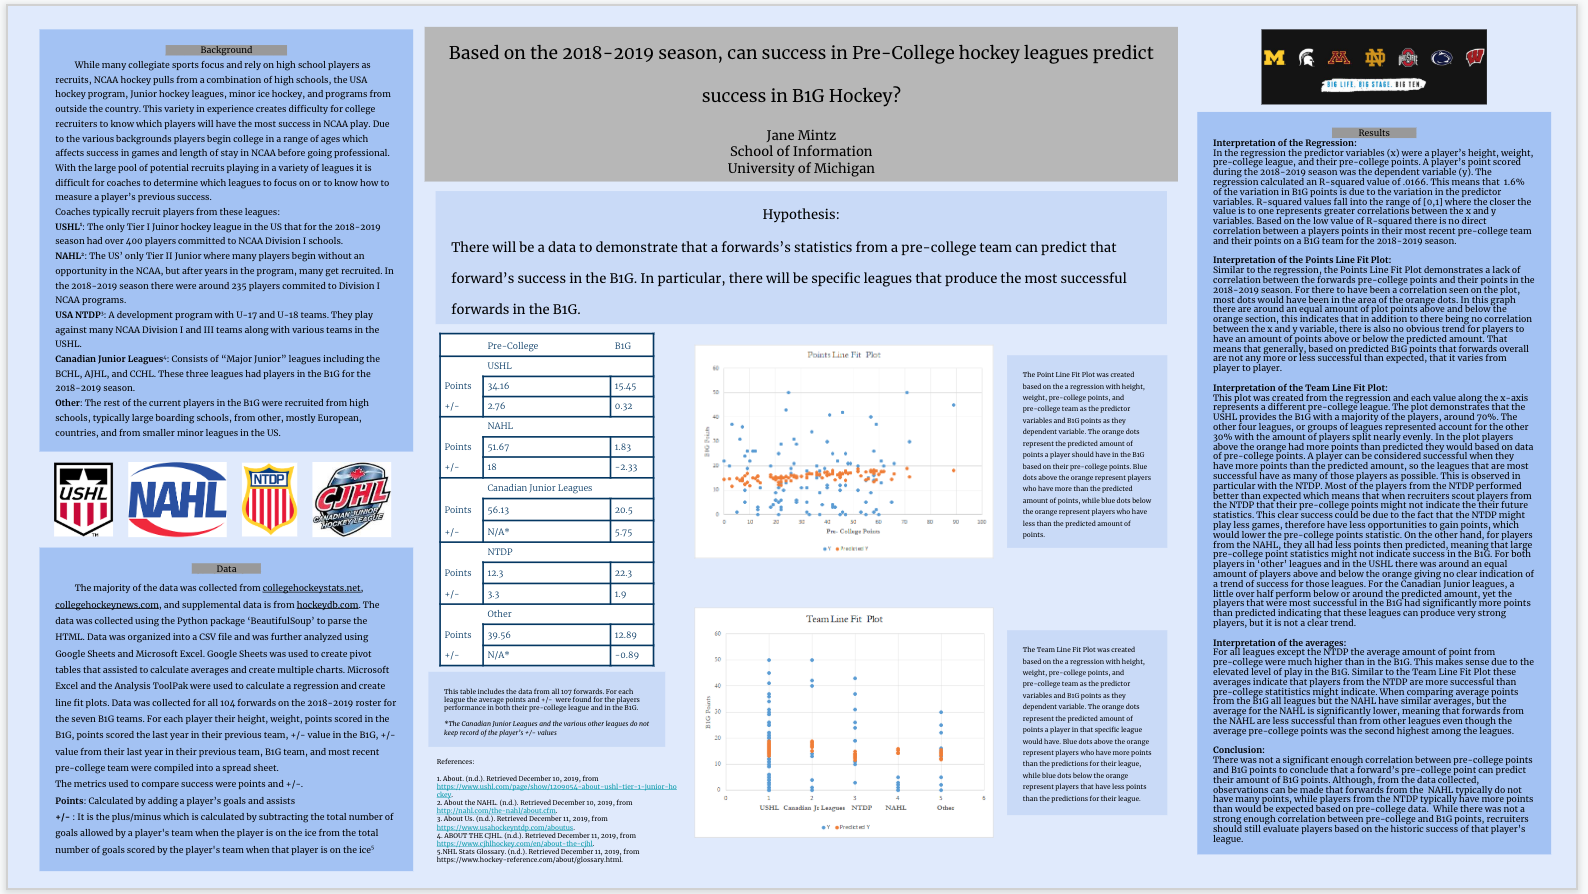 Based on the 2018-2019 season, can success in Pre-College hockey leagues predict
success in B1G Hockey?
Jane Mintz
School of Information
University of Michigan
Background
While many collegiate sports focus and rely on high school players as
recruits, NCAA hockey pulls from a combination of high schools, the USA
hockey program, Junior hockey leagues, minor ice hockey, and programs from
outside the country. This variety in experience creates difficulty for college
recruiters to know which players will have the most success in NCAA play. Due
to the various backgrounds players begin college in a range of ages which
affects success in games and length of stay in NCAA before going professional.
With the large pool of potential recruits playing in a variety of leagues it is
difficult for coaches to determine which leagues to focus on or to know how to
measure a player's previous success.
Coaches typically recruit players from these leagues:
USHL¹: The only Tier I Juinor hockey league in the US that for the 2018-2019
season had over 400 players committed to NCAA Division I schools.
NAHL²: The US' only Tier II Junior where many players begin without an
opportunity in the NCAA, but after years in the program, many get recruited. In
the 2018-2019 season there were around 235 players commited to Division I
NCAA programs.
USA NTDP³: A development program with U-17 and U-18 teams. They play
against many NCAA Division I and III teams along with various teams in the
USHL.
Canadian Junior Leagues⁴: Consists of "Major Junior" leagues including the
BCHL, AJHL, and CCHL. These three leagues had players in the B1G for the
2018-2019 season.
Other: The rest of the current players in the B1G were recruited from high
schools, typically large boarding schools, from other, mostly European,
countries, and from smaller minor leagues in the US.
USHL
TM
NAHL
NTDP
CJHL
CANADIAN JUNIOR
HOCKEY LEAGUE
Data
The majority of the data was collected from collegehockeystats.net,
collegehockeynews.com, and supplemental data is from hockeydb.com. The
data was collected using the Python package 'BeautifulSoup' to parse the
HTML. Data was organized into a CSV file and was further analyzed using
Google Sheets and Microsoft Excel. Google Sheets was used to create pivot
tables that assisted to calculate averages and create multiple charts. Microsoft
Excel and the Analysis ToolPak were used to calculate a regression and create
line fit plots. Data was collected for all 104 forwards on the 2018-2019 roster for
the seven B1G teams. For each player their height, weight, points scored in the
B1G, points scored the last year in their previous team, +/- value in the B1G, +/-
value from their last year in their previous team, B1G team, and most recent
pre-college team were compiled into a spread sheet.
The metrics used to compare success were points and +/-.
Points: Calculated by adding a player's goals and assists
+/- : It is the plus/minus which is calculated by subtracting the total number of
goals allowed by a player's team when the player is on the ice from the total
number of goals scored by the player's team when that player is on the ice⁵
Hypothesis:
There will be a data to demonstrate that a forwards's statistics from a pre-college team can predict that
forward's success in the B1G. In particular, there will be specific leagues that produce the most successful
forwards in the B1G.
Pre-College B1G
USHL
Points 34.16 15.45
+/- 2.76 0.32
NAHL
Points 51.67 1.83
+/- 18 -2.33
Canadian Junior Leagues
Points 56.13 20.5
+/- N/A* 5.75
NTDP
Points 12.3 22.3
+/- 3.3 1.9
Other
Points 39.56 12.89
+/- N/A* -0.89
This table includes the data from all 107 forwards. For each
league the average points and +/- were found for the players
performance in both their pre-college league and in the B1G.
*The Canadian Junior Leagues and the various other leagues do not
keep record of the player's +/- values
References:
1. About. (n.d.). Retrieved December 10, 2019, from
https://www.ushl.com/page/show/1209054-about-ushl-tier-1-junior-ho
ckey.
2. About the NAHL. (n.d.). Retrieved December 10, 2019, from
http://nahl.com/the-nahl/about.cfm.
3. About Us. (n.d.). Retrieved December 11, 2019, from
https://www.usahockeyntdp.com/aboutus.
4. ABOUT THE CJHL. (n.d.). Retrieved December 11, 2019, from
https://www.cjhlhockey.com/en/about-the-cjhl.
5.NHL Stats Glossary. (n.d.). Retrieved December 11, 2019, from
https://www.hockey-reference.com/about/glossary.html.
Points Line Fit Plot
B1G Points
60
50
40
30
20
10
0
0 10 20 30 40 50 60 70 80 90 100
Pre-College Points
Y Predicted Y
The Point Line Fit Plot was created
based on the a regression with height,
weight, pre-college points, and
pre-college team as the predictor
variables and B1G points as they
dependent variable. The orange dots
represent the predicted amount of
points a player should have in the B1G
based on their pre-college points. Blue
dots above the orange represent players
who have more than the predicted
amount of points, while blue dots below
the orange represent players who have
less than the predicted amount of
points.
Team Line Fit Plot
B1G Points
60
50
40
30
20
10
0
0 1 2 3 4 5 6
USHL Canadian Jr Leagues NTDP NAHL Other
Y Predicted Y
The Team Line Fit Plot was created
based on a regression with height,
weight, pre-college points, and
pre-college team as the predictor
variables and B1G points as they
dependent variable. The orange dots
represent the predicted amount of
points a player in that specific league
would have. Blue dots above the orange
represent players who have more points
than the predictions for their league,
while blue dots below the orange
represent players that have less points
than the predictions for their league.
BIG LIFE. BIG STAGE. BIG TEN
Results
Interpretation of the Regression:
In the regression the predictor variables (x) were a player's height, weight,
pre-college league, and their pre-college points. A player's point scored
during the 2018-2019 season was the dependent variable (y). The
regression calculated an R-squared value of .0166. This means that 1.6%
of the variation in B1G points is due to the variation in the predictor
variables. R-squared values fall into the range of [0,1] where the closer the
value is to one represents greater correlations between the x and y
variables. Based on the low value of R-squared there is no direct
correlation between a players points in their most recent pre-college team
and their points on a B1G team for the 2018-2019 season.
Interpretation of the Points Line Fit Plot:
Similar to the regression, the Points Line Fit Plot demonstrates a lack of
correlation between the forwards pre-college points and their points in the
2018-2019 season. For there to have been a correlation seen on the plot,
most dots would have been in the area of the orange dots. In this graph
there are around an equal amount of plot points above and below the
orange section, this indicates that in addition to there being no correlation
between the x and y variable, there is also no obvious trend for players to
have an amount of points above or below the predicted amount. That
means that generally, based on predicted B1G points that forwards overall
are not any more or less successful than expected, that it varies from
player to player.
Interpretation of the Team Line Fit Plot:
This plot was created from the regression and each value along the x-axis
represents a different pre-college league. The plot demonstrates that the
USHL provides the B1G with a majority of the players, around 70%. The
other four leagues, or groups of leagues represented account for the other
30% with the amount of players split nearly evenly. In the plot players
above the orange had more points than predicted they would based on data
of pre-college points. A player can be considered successful when they
have more points than the predicted amount, so the leagues that are most
successful have as many of those players as possible. This is observed in
particular with the NTDP. Most of the players from the NTDP performed
better than expected which means that when recruiters scout players from
the NTDP that their pre-college points might not indicate the their future
statistics. This clear success could be due to the fact that the NTDP might
play less games, therefore have less opportunities to gain points, which
would lower the pre-college points statistic. On the other hand, for players
from the NAHL, they all had less points then predicted, meaning that large
pre-college point statistics might not indicate success in the B1G. For both
players in 'other' leagues and in the USHL there was around an equal
amount of players above and below the orange giving no clear indication of
a trend of success for those leagues. For the Canadian Junior leagues, a
little over half perform below or around the predicted amount, yet the
players that were most successful in the B1G had significantly more points
than predicted indicating that these leagues can produce very strong
players, but it is not a clear trend.
Interpretation of the averages:
For all leagues except the NTDP the average amount of point from
pre-college were much higher than in the B1G. This makes sense due to the
elevated level of play in the B1G. Similar to the Team Line Fit Plot these
averages indicate that players from the NTDP are more successful than
pre-college statitistics might indicate. When comparing average points
from the B1G all leagues but the NAHL have similar averages, but the
average for the NAHL is significantly lower, meaning that forwards from
the NAHL are less successful than from other leagues even though the
average pre-college points was the second highest among the leagues.
Conclusion:
There was not a significant enough correlation between pre-college points
and B1G points to conclude that a forward's pre-college point can predict
their points in B1G. Although, from the data collected,
observations can be made that forwards from the NAHL typically do not
have many points, while players from the NTDP typically have more points
than would be expected based on pre-college data. While there was not a
strong enough correlation between pre-college and B1G points, recruiters
should still evaluate players based on the historic success of that player's
league.